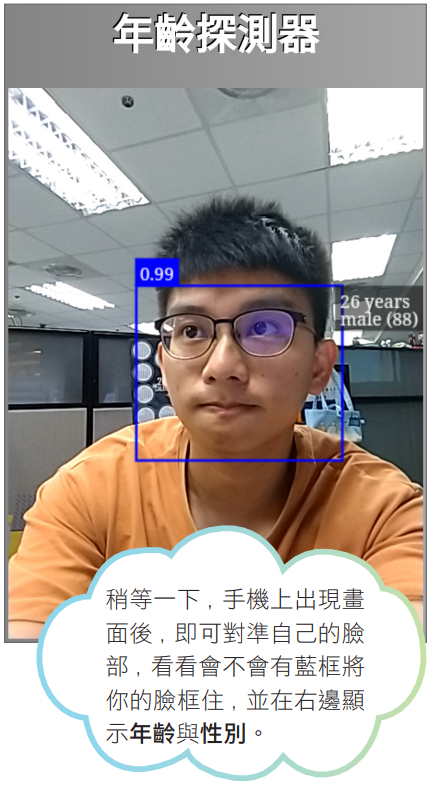 年齡探測器
0.99
26 years
male (88)
稍等一下，手機上出現畫
面後，即可對準自己的臉
部，看看會不會有藍框將
你的臉框住，並在右邊顯
示年齡與性別。